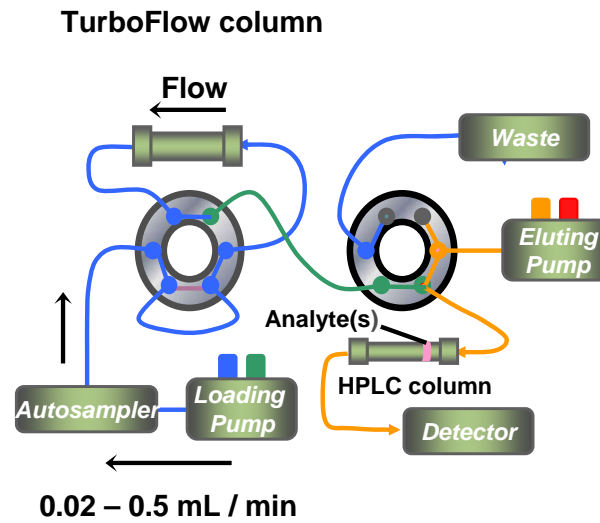 TurboFlow column
Flow
Waste
Eluting
Pump
Analyte(s)
HPLC column
Autosampler
Loading
Pump
Detector
0.02 – 0.5 mL / min